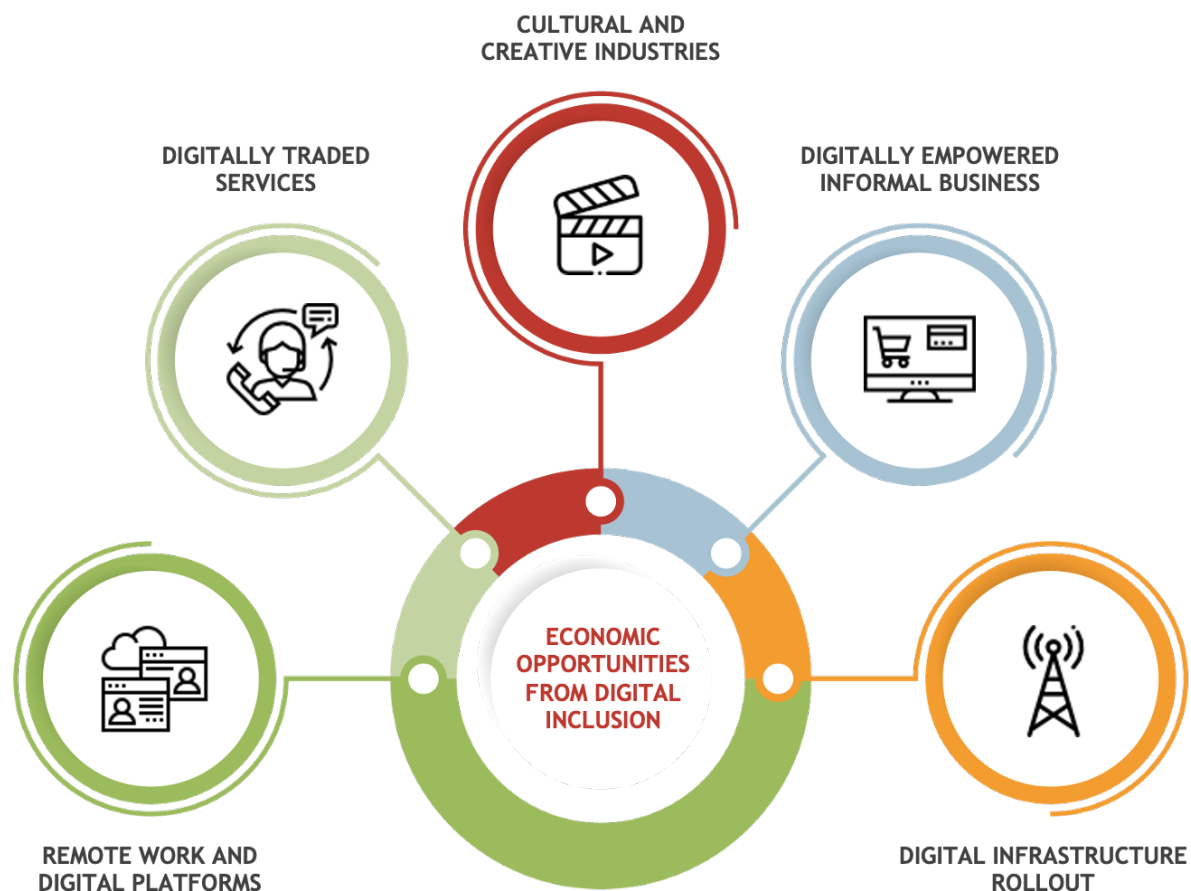 CULTURAL AND
CREATIVE INDUSTRIES
DIGITALLY TRADED
SERVICES
DIGITALLY EMPOWERED
INFORMAL BUSINESS
ECONOMIC
OPPORTUNITIES
FROM DIGITAL
INCLUSION
REMOTE WORK AND
DIGITAL PLATFORMS
DIGITAL INFRASTRUCTURE
ROLLOUT